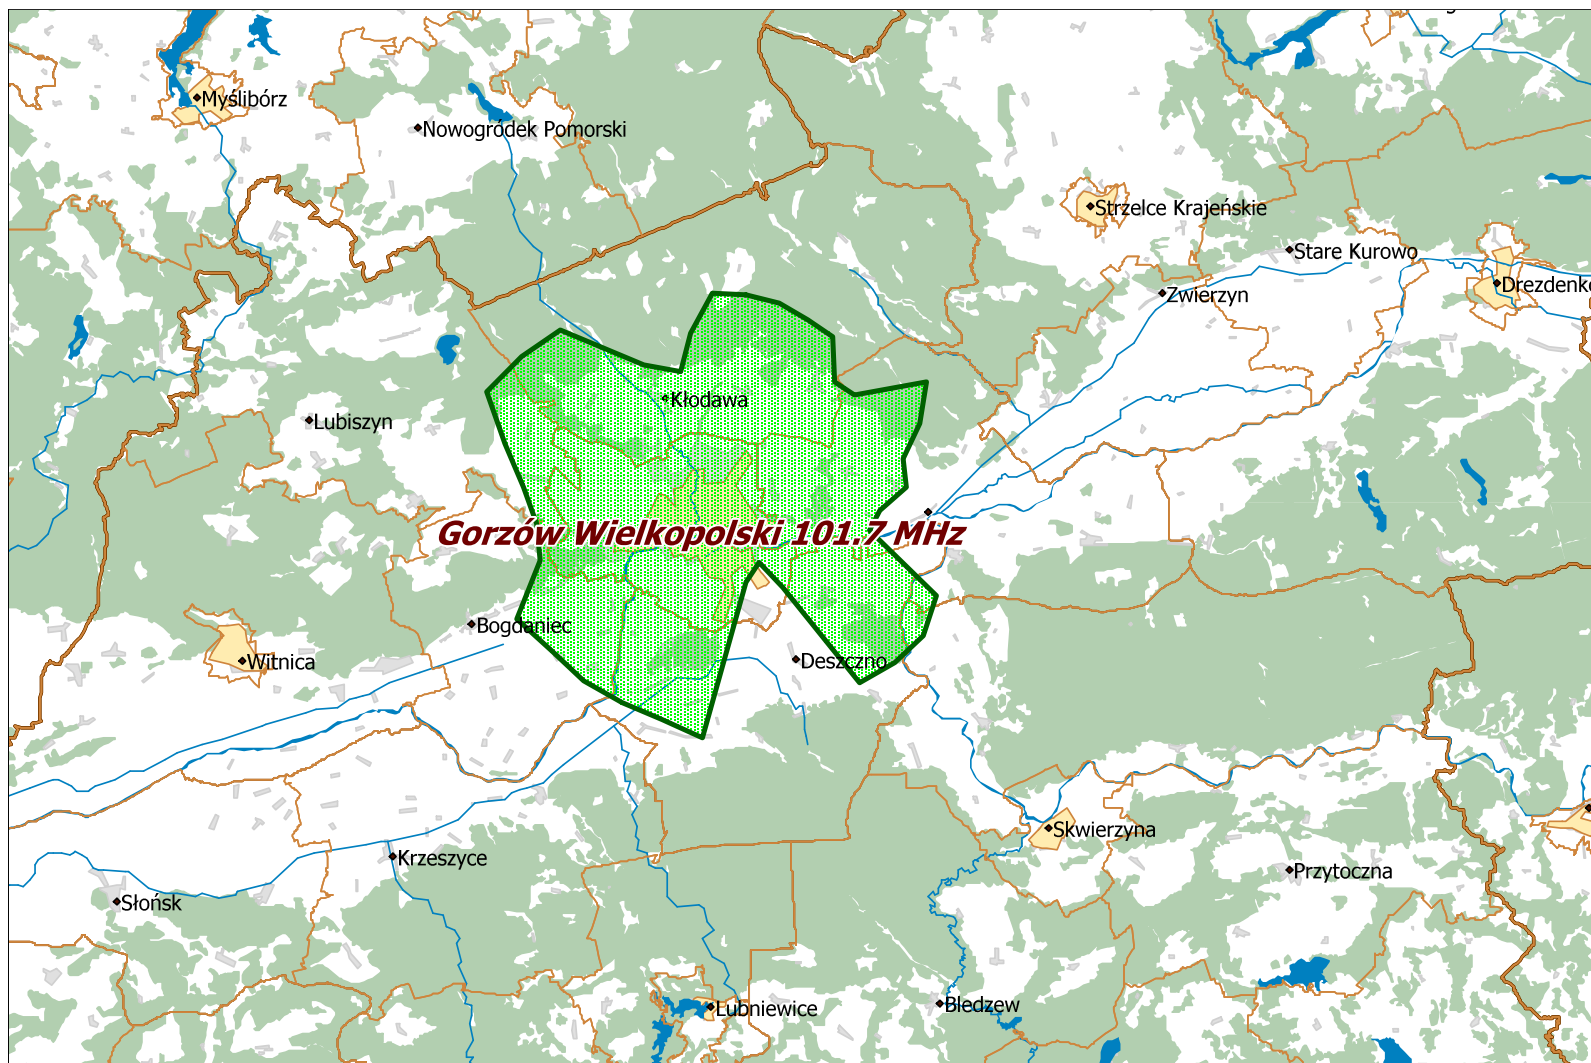 Myślibórz
Nowogródek Pomorski
Strzelce Krajeńskie
Stare Kurowo
Drezdenko
Zwierzyn
Kłodawa
Lubiszyn
Gorzów Wielkopolski 101.7 MHz
Bogdaniec
Witnica
Deszczno
Skwierzyna
Krzeszyce
Przytoczna
Słońsk
Lubniewice
Bledzew